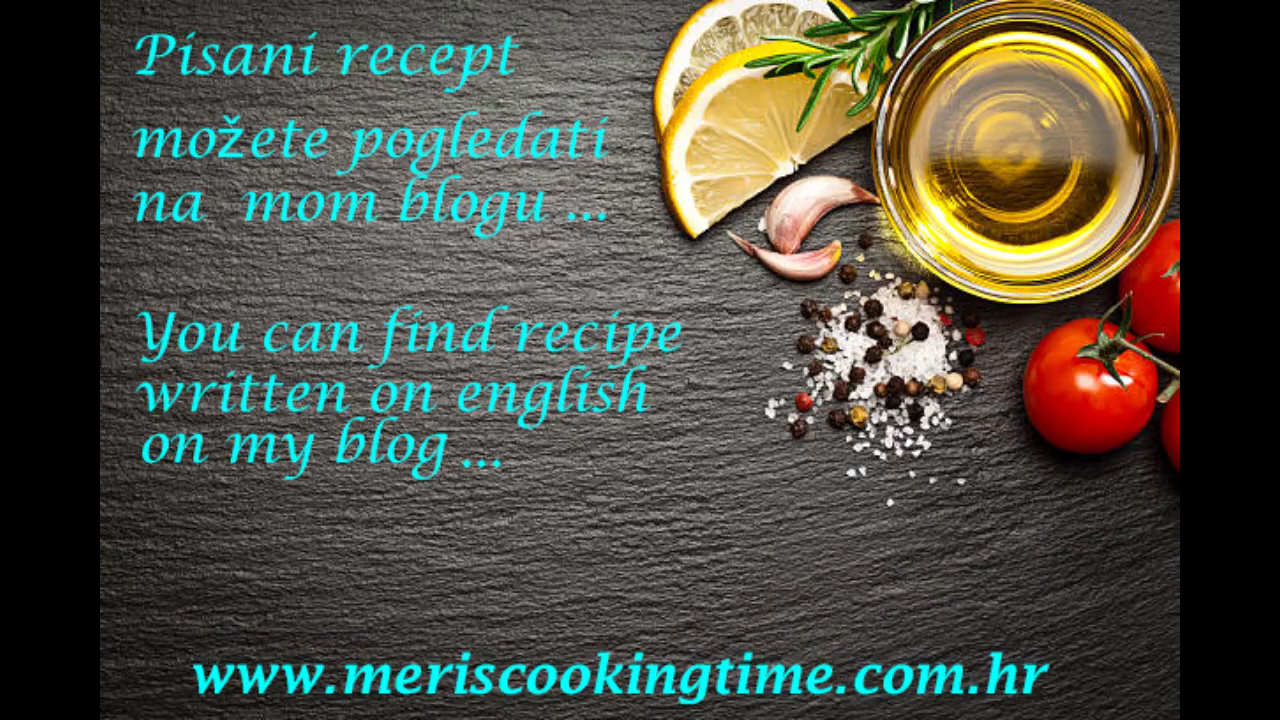 Pisani recept
možete pogledati
na mom blogu ...
You can find recipe
written on english
on my blog ...
www.meriscookingtime.com.hr